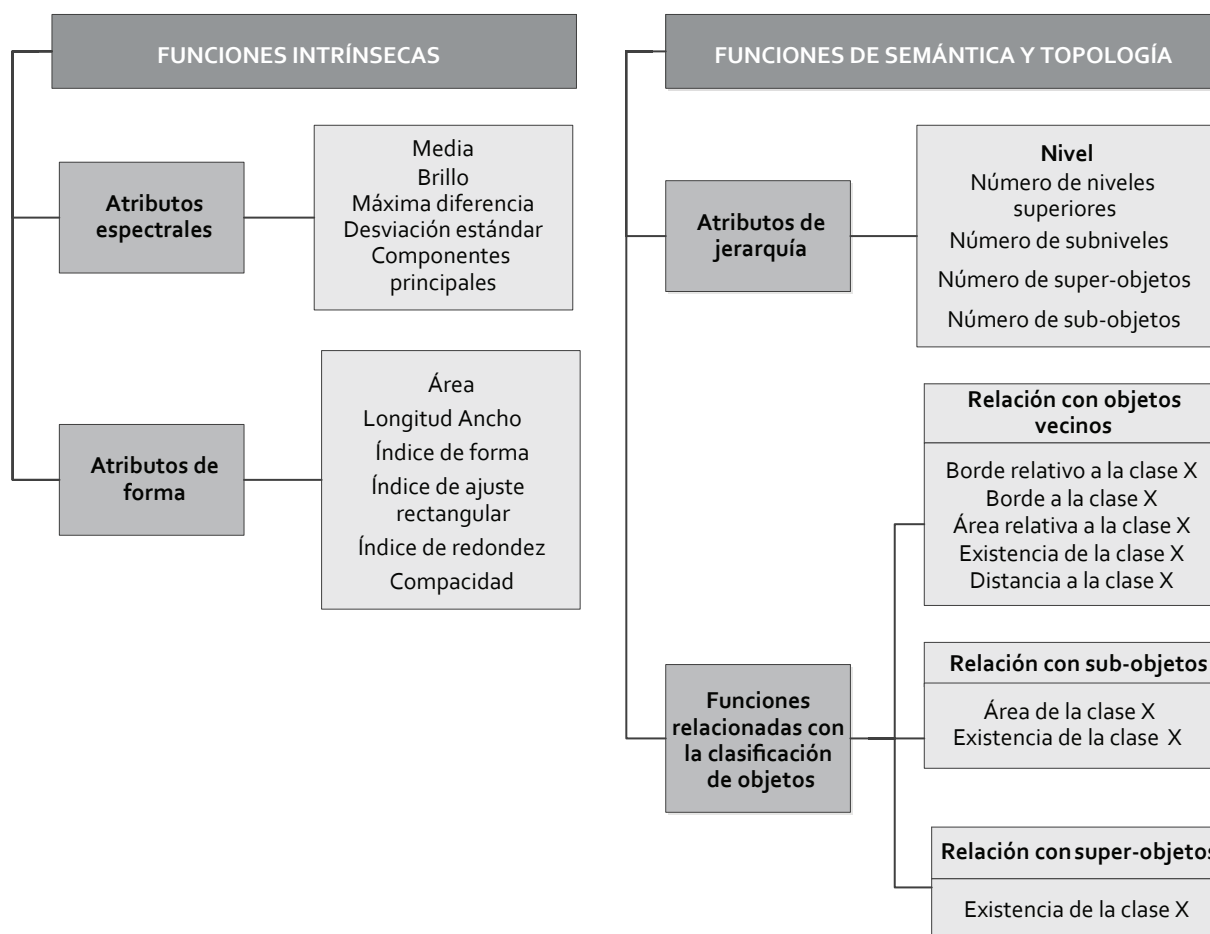 FUNCIONES INTRÍNSECAS
Atributos
espectrales
Media
Brillo
Máxima diferencia
Desviación estándar
Componentes
principales
Atributos de
forma
Área
Longitud Ancho
Índice de forma
Índice de ajuste
rectangular
Índice de redondez
Compacidad
FUNCIONES DE SEMÁNTICA Y TOPOLOGÍA
Atributos de
jerarquía
Nivel
Número de niveles
superiores
Número de subniveles
Número de super-objetos
Número de sub-objetos
Funciones
relacionadas con
la clasificación
de objetos
Relación con objetos
vecinos
Borde relativo a la clase X
Borde a la clase X
Área relativa a la clase X
Existencia de la clase X
Distancia a la clase X
Relación con sub-objetos
Área de la clase X
Existencia de la clase X
Relación con super-objetos
Existencia de la clase X